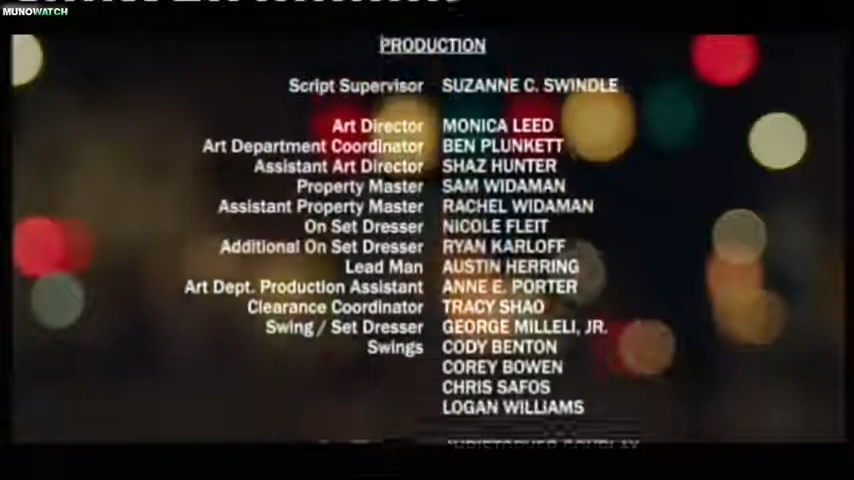 MUNOWATCH
PRODUCTION
Script Supervisor SUZANNE C. SWINDLE
Art Director MONICA LEED
Art Department Coordinator BEN PLUNKETT
Assistant Art Director SHAZ HUNTER
Property Master SAM WIDAMAN
Assistant Property Master RACHEL WIDAMAN
On Set Dresser NICOLE FLEIT
Additional On Set Dresser RYAN KARLOFF
Lead Man AUSTIN HERRING
Art Dept. Production Assistant ANNE E. PORTER
Clearance Coordinator TRACY SHAO
Swing / Set Dresser GEORGE MILLELI, JR.
Swings CODY BENTON
COREY BOWEN
CHRIS SAFOS
LOGAN WILLIAMS